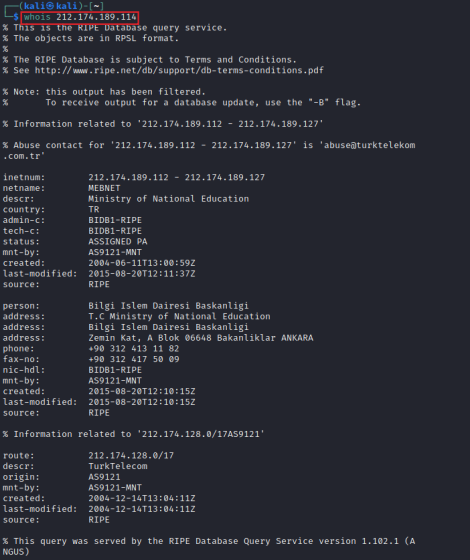 ┌──(kali㉿kali)-[~]
└─$ whois 212.174.189.114
% This is the RIPE Database query service.
% The objects are in RPSL format.
%
% The RIPE Database is subject to Terms and Conditions.
% See http://www.ripe.net/db/support/db-terms-conditions.pdf
% Note: this output has been filtered.
%       To receive output for a database update, use the "-B" flag.
% Information related to '212.174.189.112 - 212.174.189.127'
% Abuse contact for '212.174.189.112 - 212.174.189.127' is 'abuse@turktelekom
.com.tr'
inetnum:        212.174.189.112 - 212.174.189.127
netname:        MEBNET
descr:          Ministry of National Education
country:        TR
admin-c:        BIDB1-RIPE
tech-c:         BIDB1-RIPE
status:         ASSIGNED PA
mnt-by:         AS9121-MNT
created:        2004-06-11T13:00:59Z
last-modified:  2015-08-20T12:11:37Z
source:         RIPE
person:         Bilgi Islem Dairesi Baskanligi
address:        T.C Ministry of National Education
address:        Bilgi Islem Dairesi Baskanligi
address:        Zemin Kat, A Blok 06648 Bakanliklar ANKARA
phone:          +90 312 413 11 82
fax-no:         +90 312 417 50 09
nic-hdl:        BIDB1-RIPE
mnt-by:         AS9121-MNT
created:        2015-08-20T12:10:15Z
last-modified:  2015-08-20T12:10:15Z
source:         RIPE
% Information related to '212.174.128.0/17AS9121'
route:          212.174.128.0/17
descr:          TurkTelecom
origin:         AS9121
mnt-by:         AS9121-MNT
created:        2004-12-14T13:04:11Z
last-modified:  2004-12-14T13:04:11Z
source:         RIPE
% This query was served by the RIPE Database Query Service version 1.102.1 (A
NGUS)